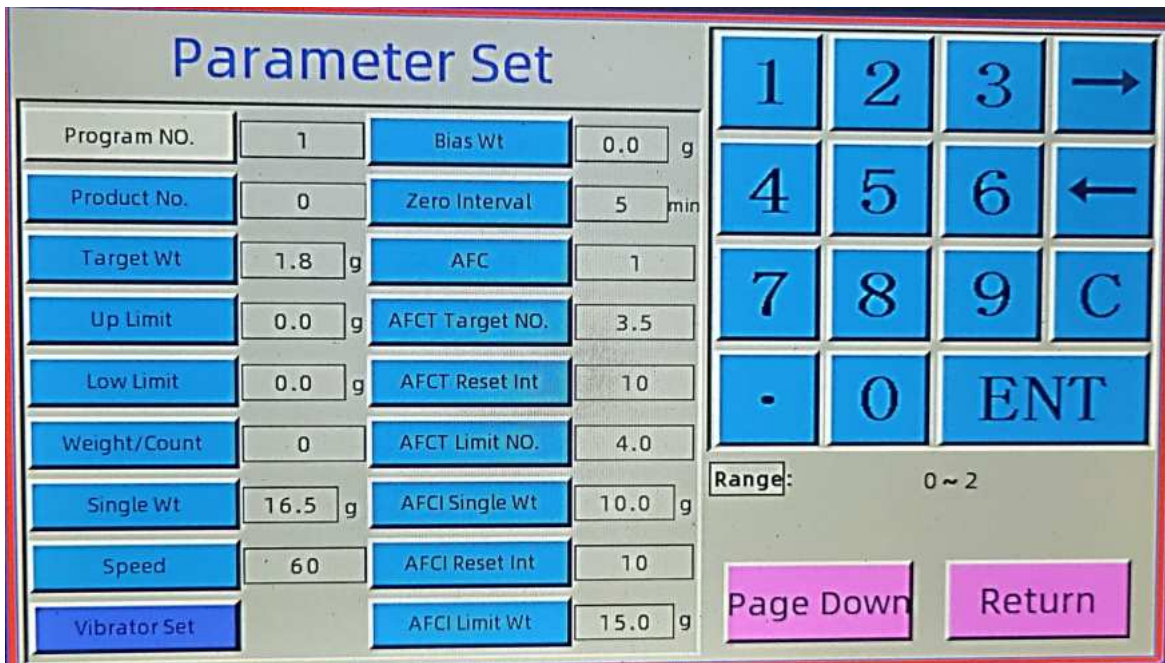 Parameter Set
Program NO. 1 Bias Wt 0.0 g
Product No. 0 Zero Interval 5 min
Target Wt 1.8 g AFC 1
Up Limit 0.0 g AFCT Target NO. 3.5
Low Limit 0.0 g AFCT Reset Int 10
Weight/Count 0 AFCT Limit NO. 4.0
Single Wt 16.5 g AFCI Single Wt 10.0 g
Speed 60 AFCI Reset Int 10
Vibrator Set AFCI Limit Wt 15.0 g
1 2 3 →
4 5 6 ←
7 8 9 C
. 0 ENT
Range: 0~2
Page Down Return